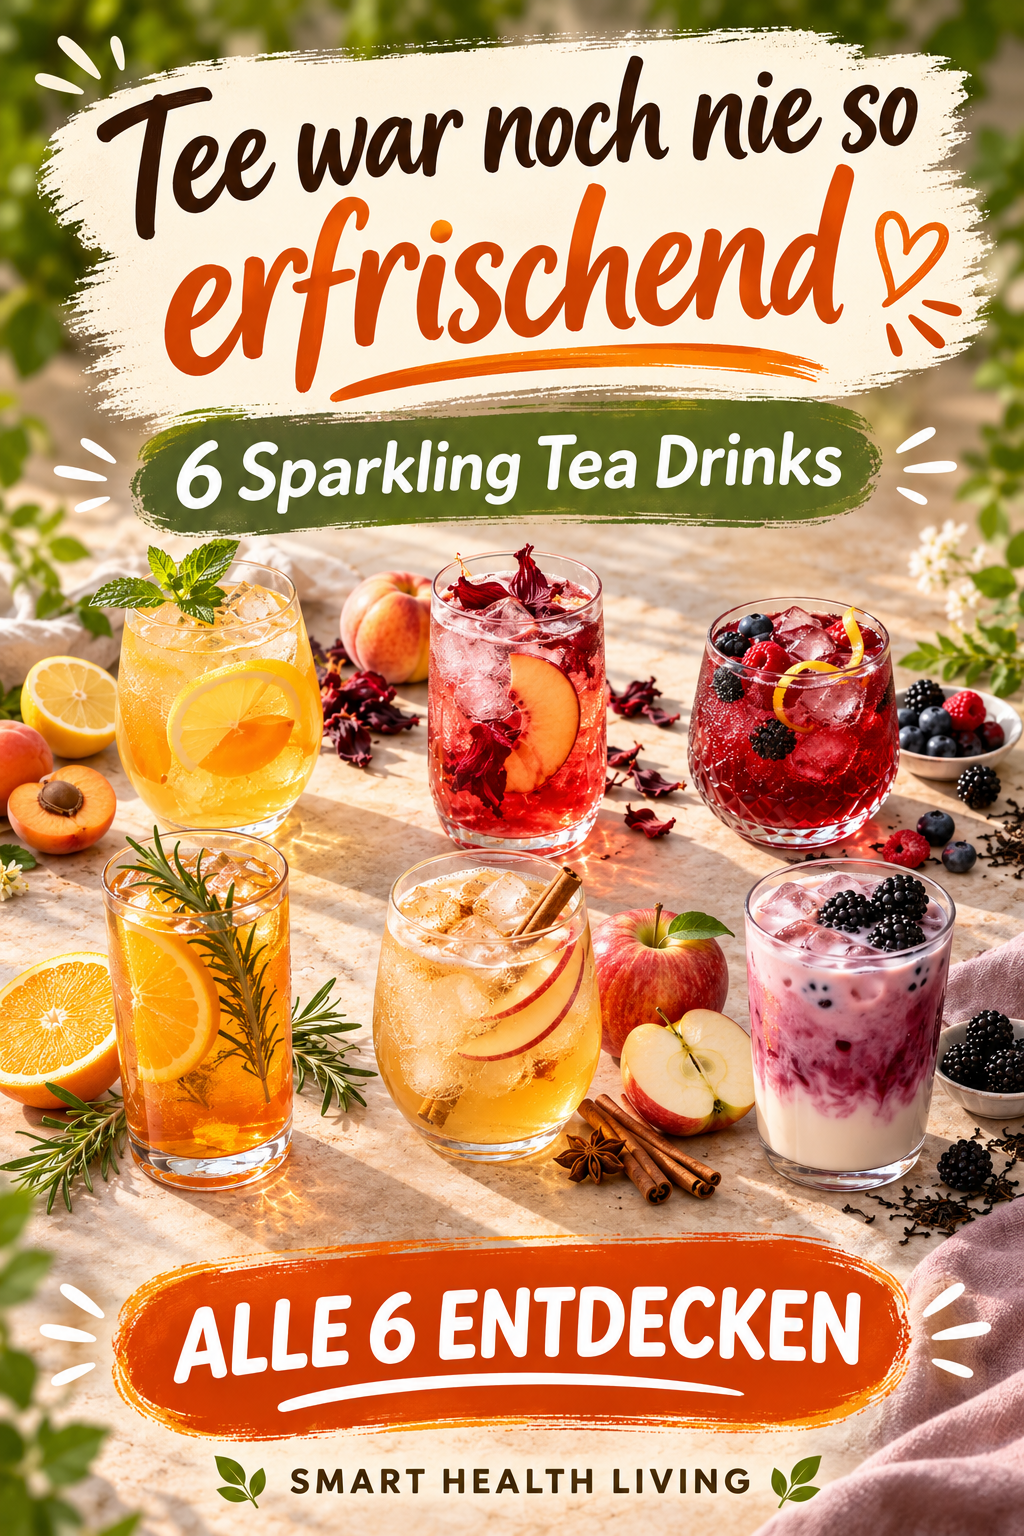 Tee war noch nie so
erfrischend
6 Sparkling Tea Drinks
ALLE 6 ENTDECKEN
SMART HEALTH LIVING